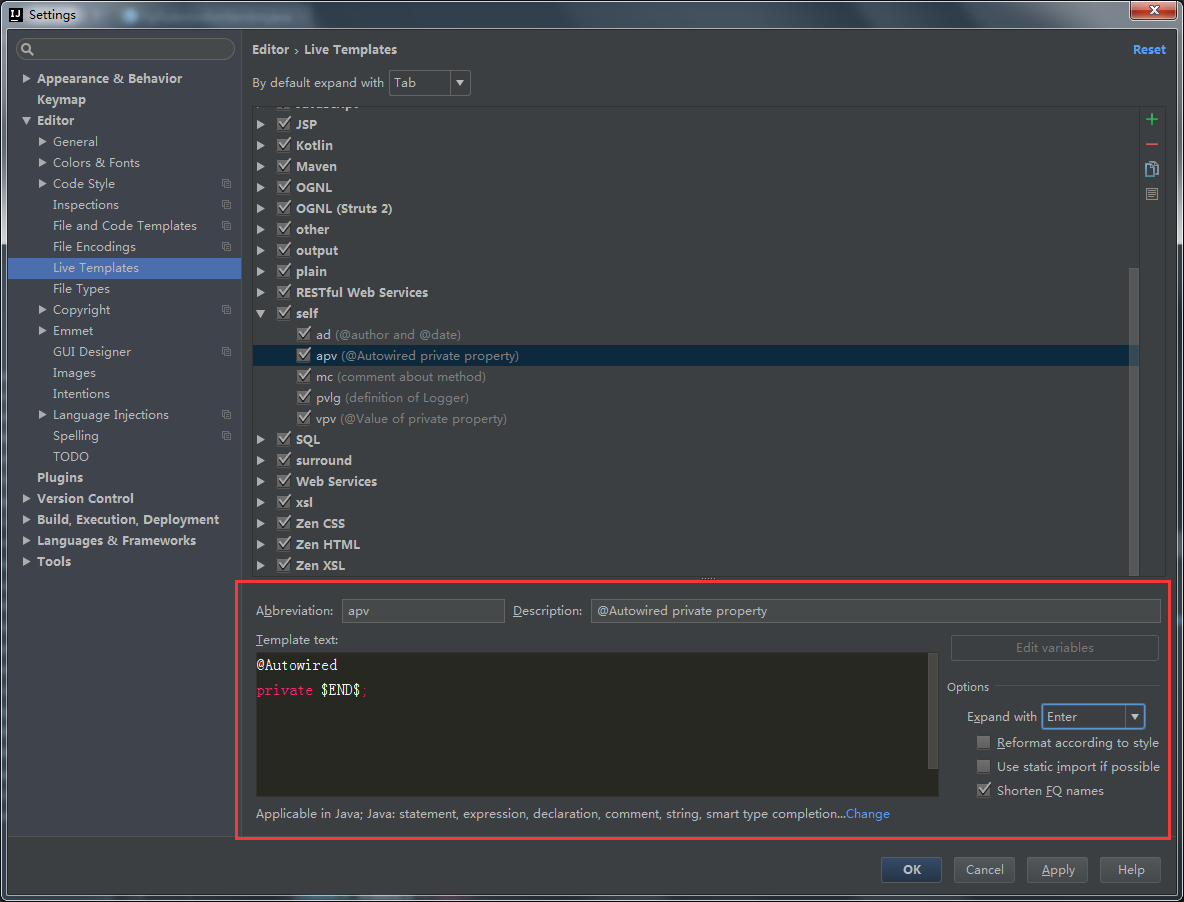 Settings
Appearance & Behavior
Keymap
Editor
General
Colors & Fonts
Code Style
Inspections
File and Code Templates
File Encodings
Live Templates
File Types
Copyright
Emmet
GUI Designer
Images
Intentions
Language Injections
Spelling
TODO
Plugins
Version Control
Build, Execution, Deployment
Languages & Frameworks
Tools
Editor › Live Templates
Reset
By default expand with Tab
JSP
Kotlin
Maven
OGNL
OGNL (Struts 2)
other
output
plain
RESTful Web Services
self
ad (@author and @date)
apv (@Autowired private property)
mc (comment about method)
pvlg (definition of Logger)
vpv (@Value of private property)
SQL
surround
Web Services
xsl
Zen CSS
Zen HTML
Zen XSL
Abbreviation: apv Description: @Autowired private property
Template text:
@Autowired
private $END$;
Edit variables
Options
Expand with Enter
Reformat according to style
Use static import if possible
Shorten FQ names
Applicable in Java; Java: statement, expression, declaration, comment, string, smart type completion...Change
OK Cancel Apply Help